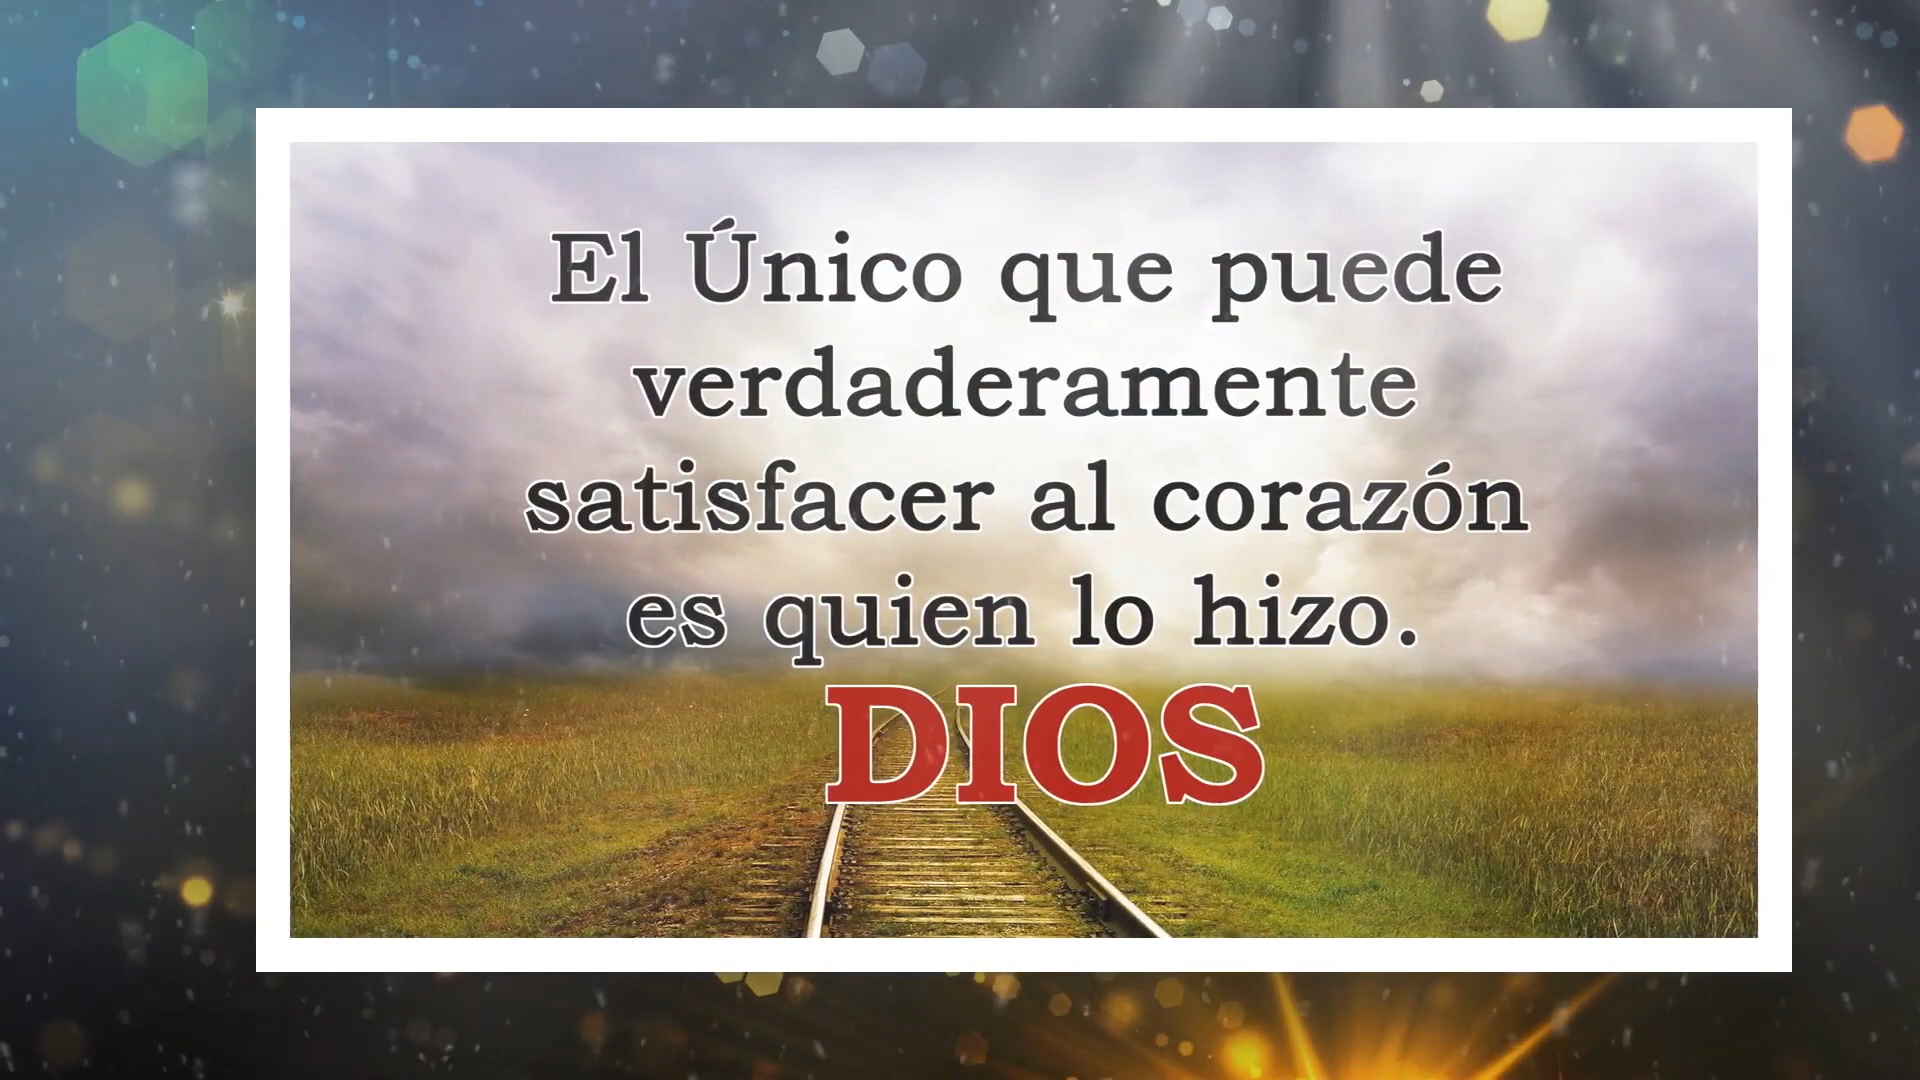 El Único que puede
verdaderamente
satisfacer al corazón
es quien lo hizo.
DIOS